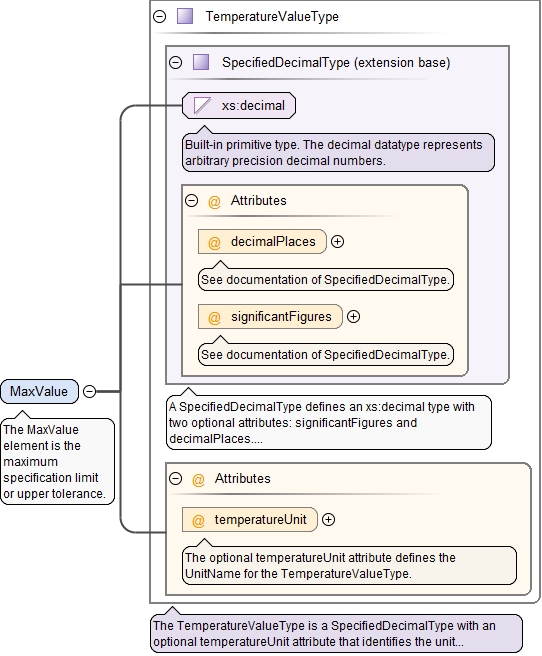 TemperatureValueType
SpecifiedDecimalType (extension base)
xs:decimal
Built-in primitive type. The decimal datatype represents
arbitrary precision decimal numbers.
@ Attributes
@ decimalPlaces
See documentation of SpecifiedDecimalType.
@ significantFigures
See documentation of SpecifiedDecimalType.
MaxValue
The MaxValue
element is the
maximum
specification limit
or upper tolerance.
A SpecifiedDecimalType defines an xs:decimal type with
two optional attributes: significantFigures and
decimalPlaces....
@ Attributes
@ temperatureUnit
The optional temperatureUnit attribute defines the
UnitName for the TemperatureValueType.
The TemperatureValueType is a SpecifiedDecimalType with an
optional temperatureUnit attribute that identifies the unit...